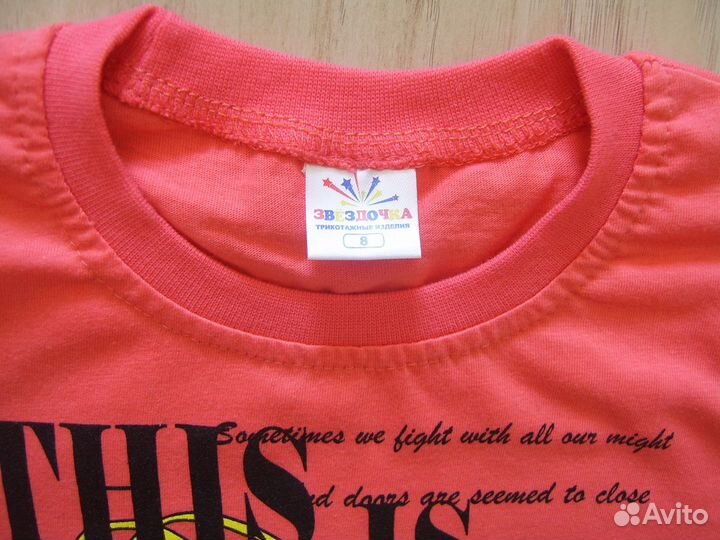 ЗВЕЗДОЧКА
ТРИКОТАЖНЫЕ ИЗДЕЛИЯ
8
THIS
Sometimes we fight with all our might
and doors are seemed to close
IS
Avito